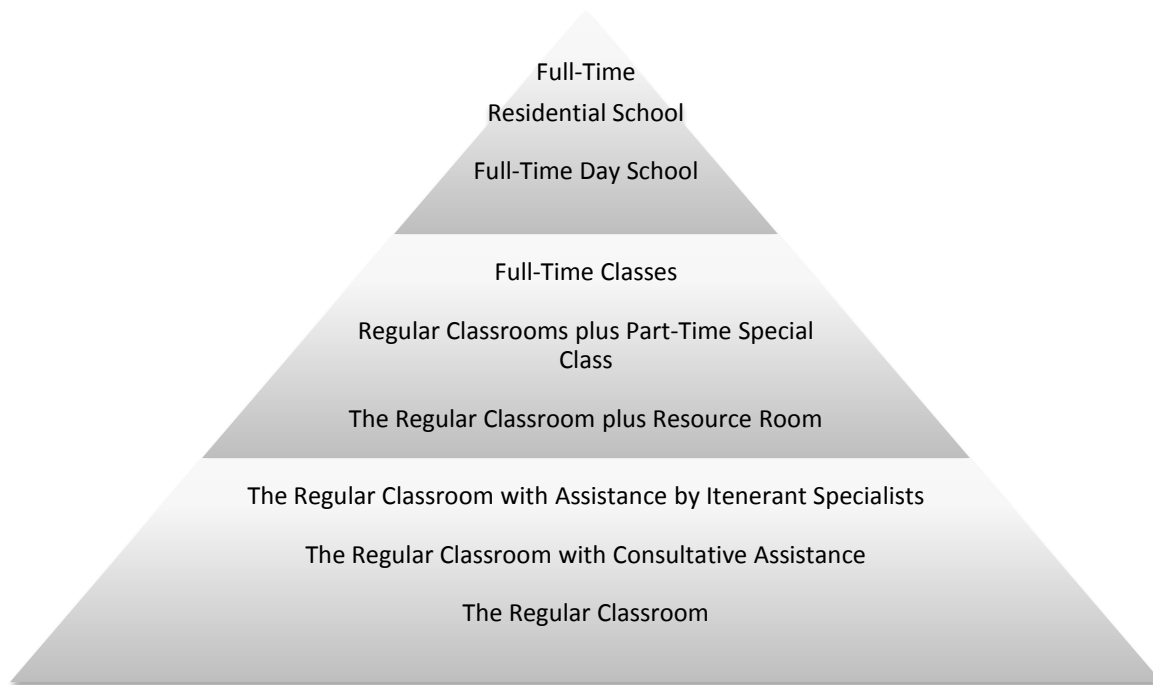 Full-Time
Residential School
Full-Time Day School
Full-Time Classes
Regular Classrooms plus Part-Time Special
Class
The Regular Classroom plus Resource Room
The Regular Classroom with Assistance by Itenerant Specialists
The Regular Classroom with Consultative Assistance
The Regular Classroom